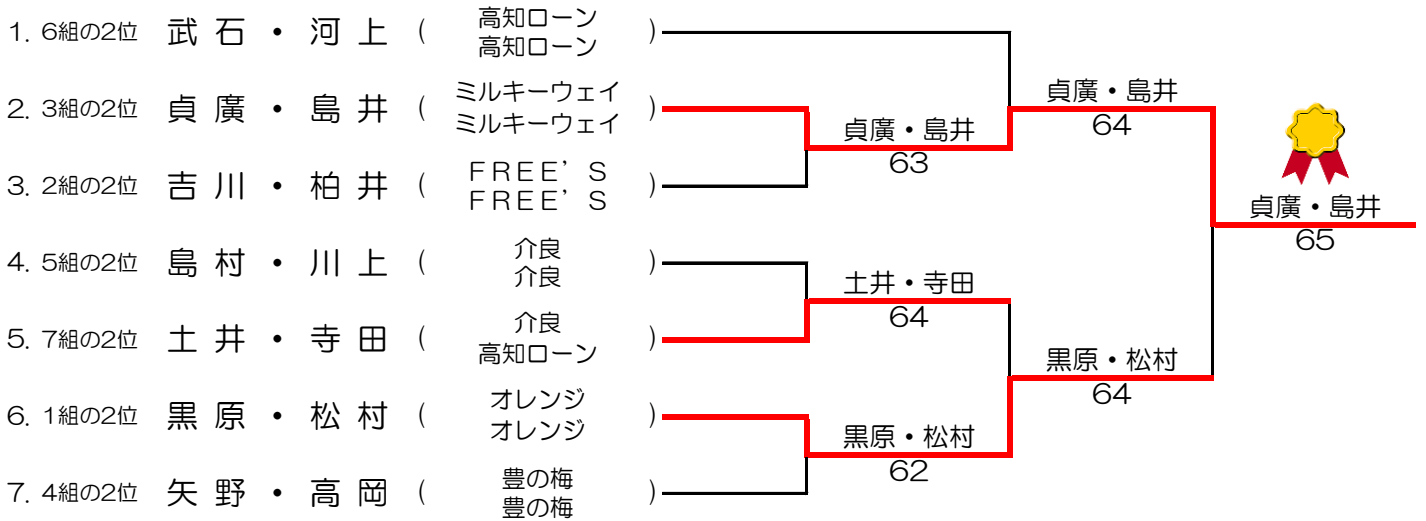 1. 6組の2位 武石・河上 ( 高知ローン 高知ローン )
2. 3組の2位 貞廣・島井 ( ミルキーウェイ ミルキーウェイ )
3. 2組の2位 吉川・柏井 ( FREE'S FREE'S )
4. 5組の2位 島村・川上 ( 介良 介良 )
5. 7組の2位 土井・寺田 ( 介良 高知ローン )
6. 1組の2位 黒原・松村 ( オレンジ オレンジ )
7. 4組の2位 矢野・高岡 ( 豊の梅 豊の梅 )
貞廣・島井
63
土井・寺田
64
黒原・松村
62
貞廣・島井
64
黒原・松村
64
貞廣・島井
65